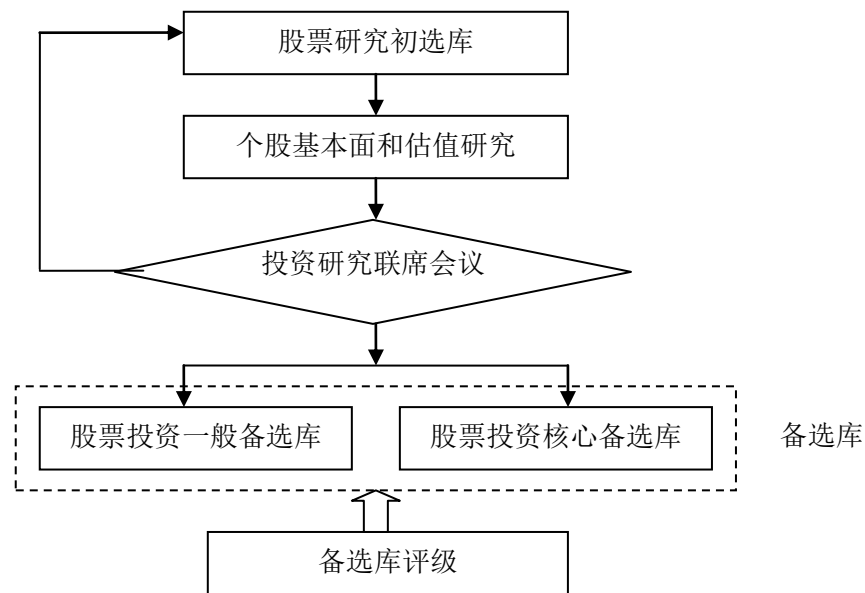 股票研究初选库
个股基本面和估值研究
投资研究联席会议
股票投资一般备选库
股票投资核心备选库
备选库
备选库评级